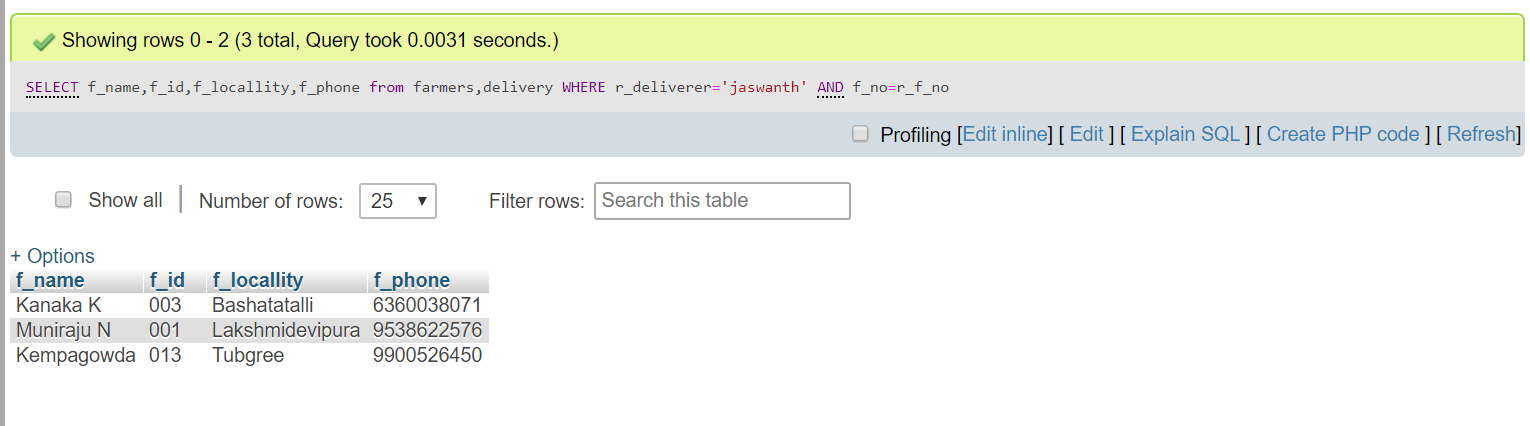 Showing rows 0 - 2 (3 total, Query took 0.0031 seconds.)
SELECT f_name,f_id,f_locallity,f_phone from farmers,delivery WHERE r_deliverer='jaswanth' AND f_no=r_f_no
Profiling [Edit inline] [ Edit ] [ Explain SQL ] [ Create PHP code ] [ Refresh]
Show all | Number of rows: 25 Filter rows: Search this table
+ Options
f_name f_id f_locallity f_phone
Kanaka K 003 Bashatatalli 6360038071
Muniraju N 001 Lakshmidevipura 9538622576
Kempagowda 013 Tubgree 9900526450